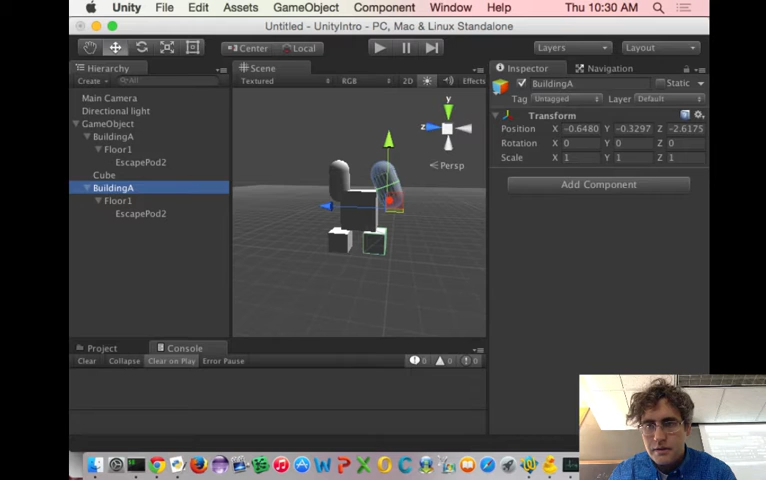 Unity File Edit Assets GameObject Component Window Help Thu 10:30 AM
Untitled - UnityIntro - PC, Mac & Linux Standalone
Center Local Layers Layout
Hierarchy
Create All
Main Camera
Directional light
GameObject
BuildingA
Floor1
EscapePod2
Cube
BuildingA
Floor1
EscapePod2
Scene
Textured RGB 2D Effects
y
z
Persp
Inspector Navigation
BuildingA Static
Tag Untagged Layer Default
Transform
Position X -0.6480 Y -0.3297 Z -2.6175
Rotation X 0 Y 0 Z 0
Scale X 1 Y 1 Z 1
Add Component
Project Console
Clear Collapse Clear on Play Error Pause 0 0 0